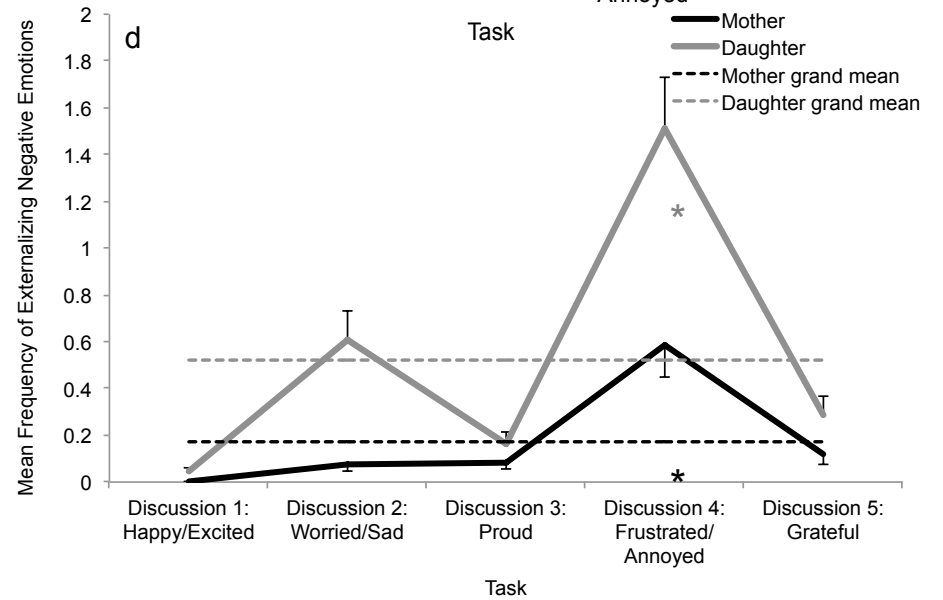 Annoyed
d
Task
Mother
Daughter
Mother grand mean
Daughter grand mean
Mean Frequency of Externalizing Negative Emotions
2
1.8
1.6
1.4
1.2
1
0.8
0.6
0.4
0.2
0
*
*
Discussion 1:
Happy/Excited
Discussion 2:
Worried/Sad
Discussion 3:
Proud
Discussion 4:
Frustrated/
Annoyed
Discussion 5:
Grateful
Task